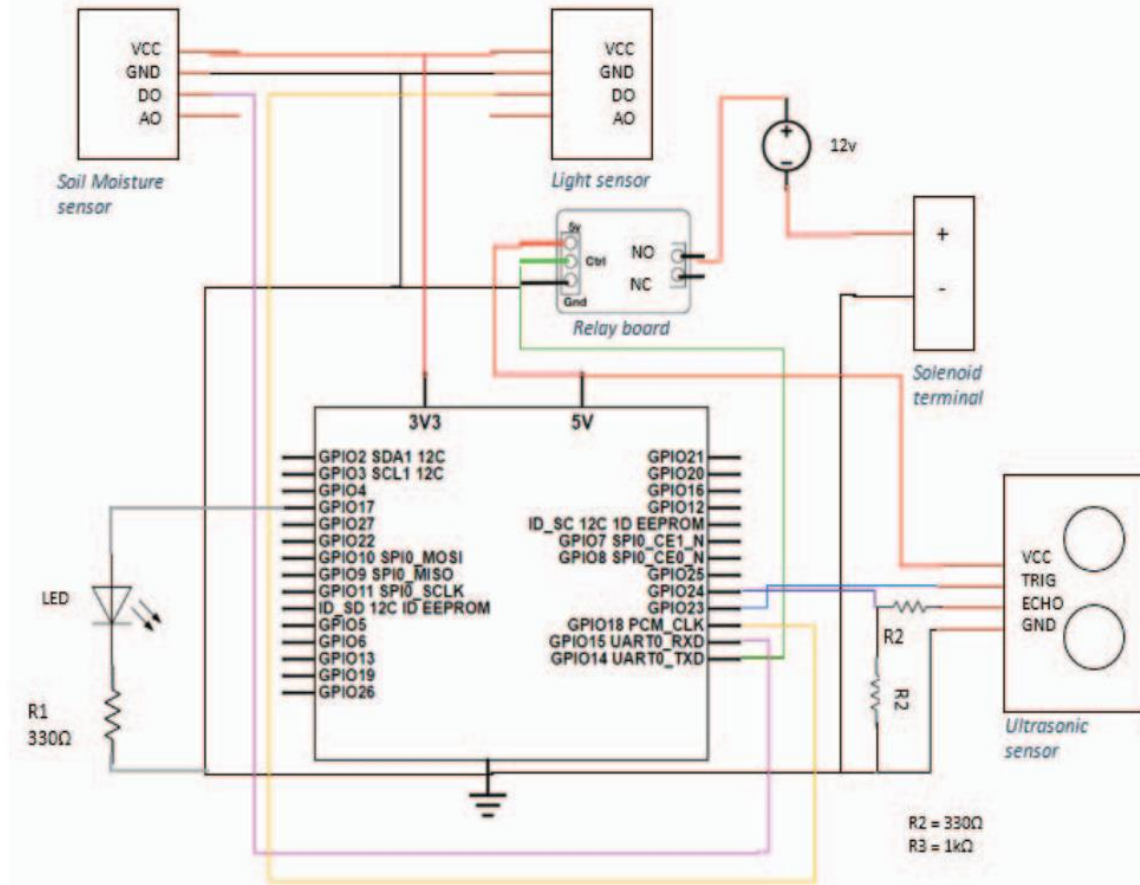 VCC
GND
DO
AO
Soil Moisture
sensor
VCC
GND
DO
AO
Light sensor
12v
5v
Ctrl
Gnd
NO
NC
Relay board
+
-
Solenoid
terminal
3V3
5V
GPIO2 SDA1 12C
GPIO3 SCL1 12C
GPIO4
GPIO17
GPIO27
GPIO22
GPIO10 SPI0_MOSI
GPIO9 SPI0_MISO
GPIO11 SPI0_SCLK
ID_SD 12C ID EEPROM
GPIO5
GPIO6
GPIO13
GPIO19
GPIO26
GPIO21
GPIO20
GPIO16
GPIO12
ID_SC 12C 1D EEPROM
GPIO7 SPI0_CE1_N
GPIO8 SPI0_CE0_N
GPIO25
GPIO24
GPIO23
GPIO18 PCM_CLK
GPIO15 UART0_RXD
GPIO14 UART0_TXD
LED
R1
330Ω
VCC
TRIG
ECHO
GND
R2
R2
Ultrasonic
sensor
R2 = 330Ω
R3 = 1kΩ